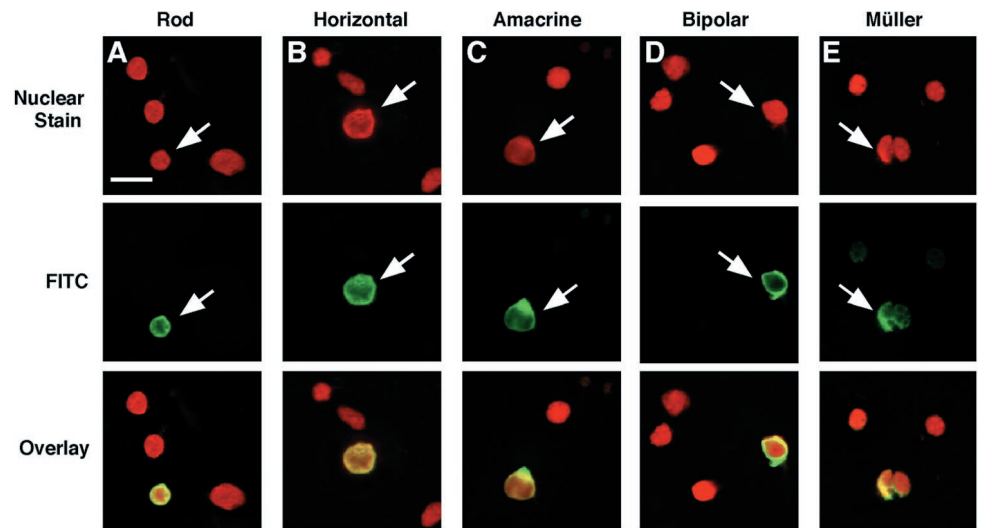 Rod Horizontal Amacrine Bipolar Müller
A B C D E
Nuclear
Stain
FITC
Overlay